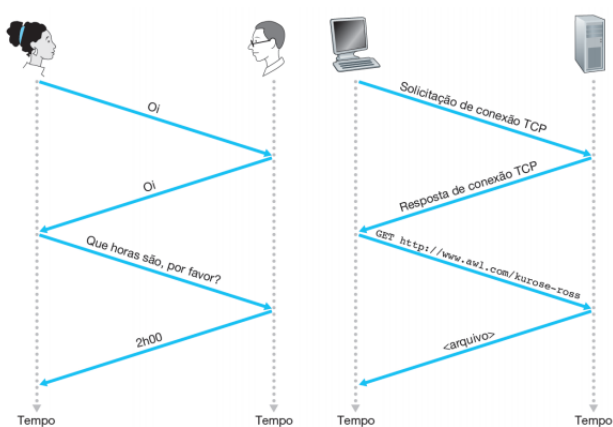 Oi
Oi
Que horas são, por favor?
2h00
Tempo
Tempo
Solicitação de conexão TCP
Resposta de conexão TCP
GET http://www.awl.com/kurose-ross
<arquivo>
Tempo
Tempo